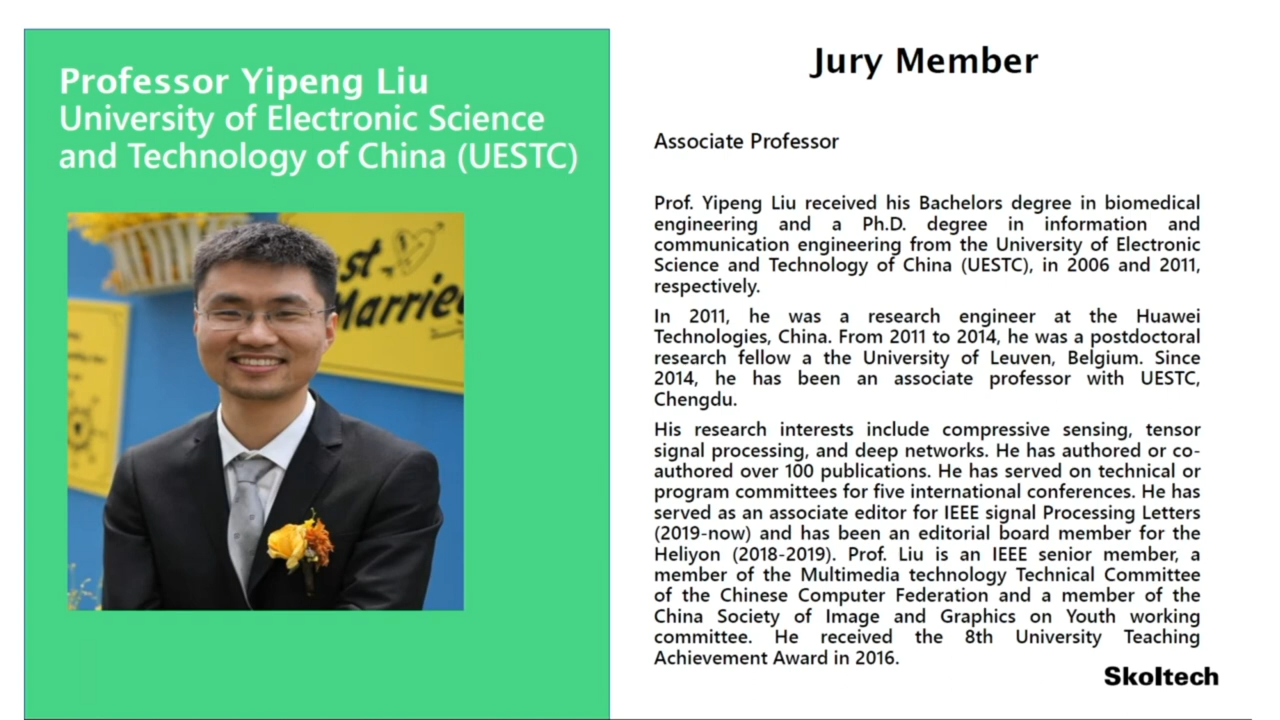 Professor Yipeng Liu
University of Electronic Science
and Technology of China (UESTC)
st
Married
Jury Member
Associate Professor
Prof. Yipeng Liu received his Bachelors degree in biomedical
engineering and a Ph.D. degree in information and
communication engineering from the University of Electronic
Science and Technology of China (UESTC), in 2006 and 2011,
respectively.
In 2011, he was a research engineer at the Huawei
Technologies, China. From 2011 to 2014, he was a postdoctoral
research fellow a the University of Leuven, Belgium. Since
2014, he has been an associate professor with UESTC,
Chengdu.
His research interests include compressive sensing, tensor
signal processing, and deep networks. He has authored or co-
authored over 100 publications. He has served on technical or
program committees for five international conferences. He has
served as an associate editor for IEEE signal Processing Letters
(2019-now) and has been an editorial board member for the
Heliyon (2018-2019). Prof. Liu is an IEEE senior member, a
member of the Multimedia technology Technical Committee
of the Chinese Computer Federation and a member of the
China Society of Image and Graphics on Youth working
committee. He received the 8th University Teaching
Achievement Award in 2016.
Skoltech